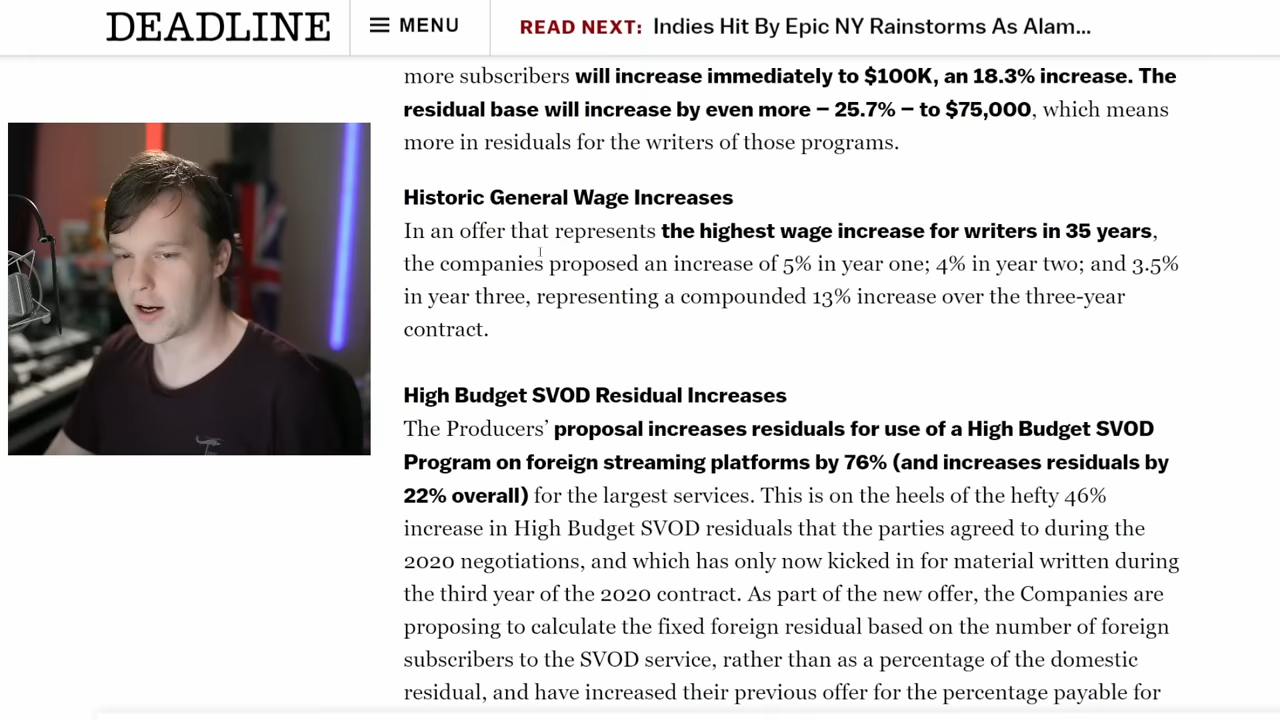 DEADLINE
MENU
READ NEXT: Indies Hit By Epic NY Rainstorms As Alam...
more subscribers will increase immediately to $100K, an 18.3% increase. The
residual base will increase by even more – 25.7% – to $75,000, which means
more in residuals for the writers of those programs.
Historic General Wage Increases
In an offer that represents the highest wage increase for writers in 35 years,
the companies proposed an increase of 5% in year one; 4% in year two; and 3.5%
in year three, representing a compounded 13% increase over the three-year
contract.
High Budget SVOD Residual Increases
The Producers’ proposal increases residuals for use of a High Budget SVOD
Program on foreign streaming platforms by 76% (and increases residuals by
22% overall) for the largest services. This is on the heels of the hefty 46%
increase in High Budget SVOD residuals that the parties agreed to during the
2020 negotiations, and which has only now kicked in for material written during
the third year of the 2020 contract. As part of the new offer, the Companies are
proposing to calculate the fixed foreign residual based on the number of foreign
subscribers to the SVOD service, rather than as a percentage of the domestic
residual, and have increased their previous offer for the percentage payable for